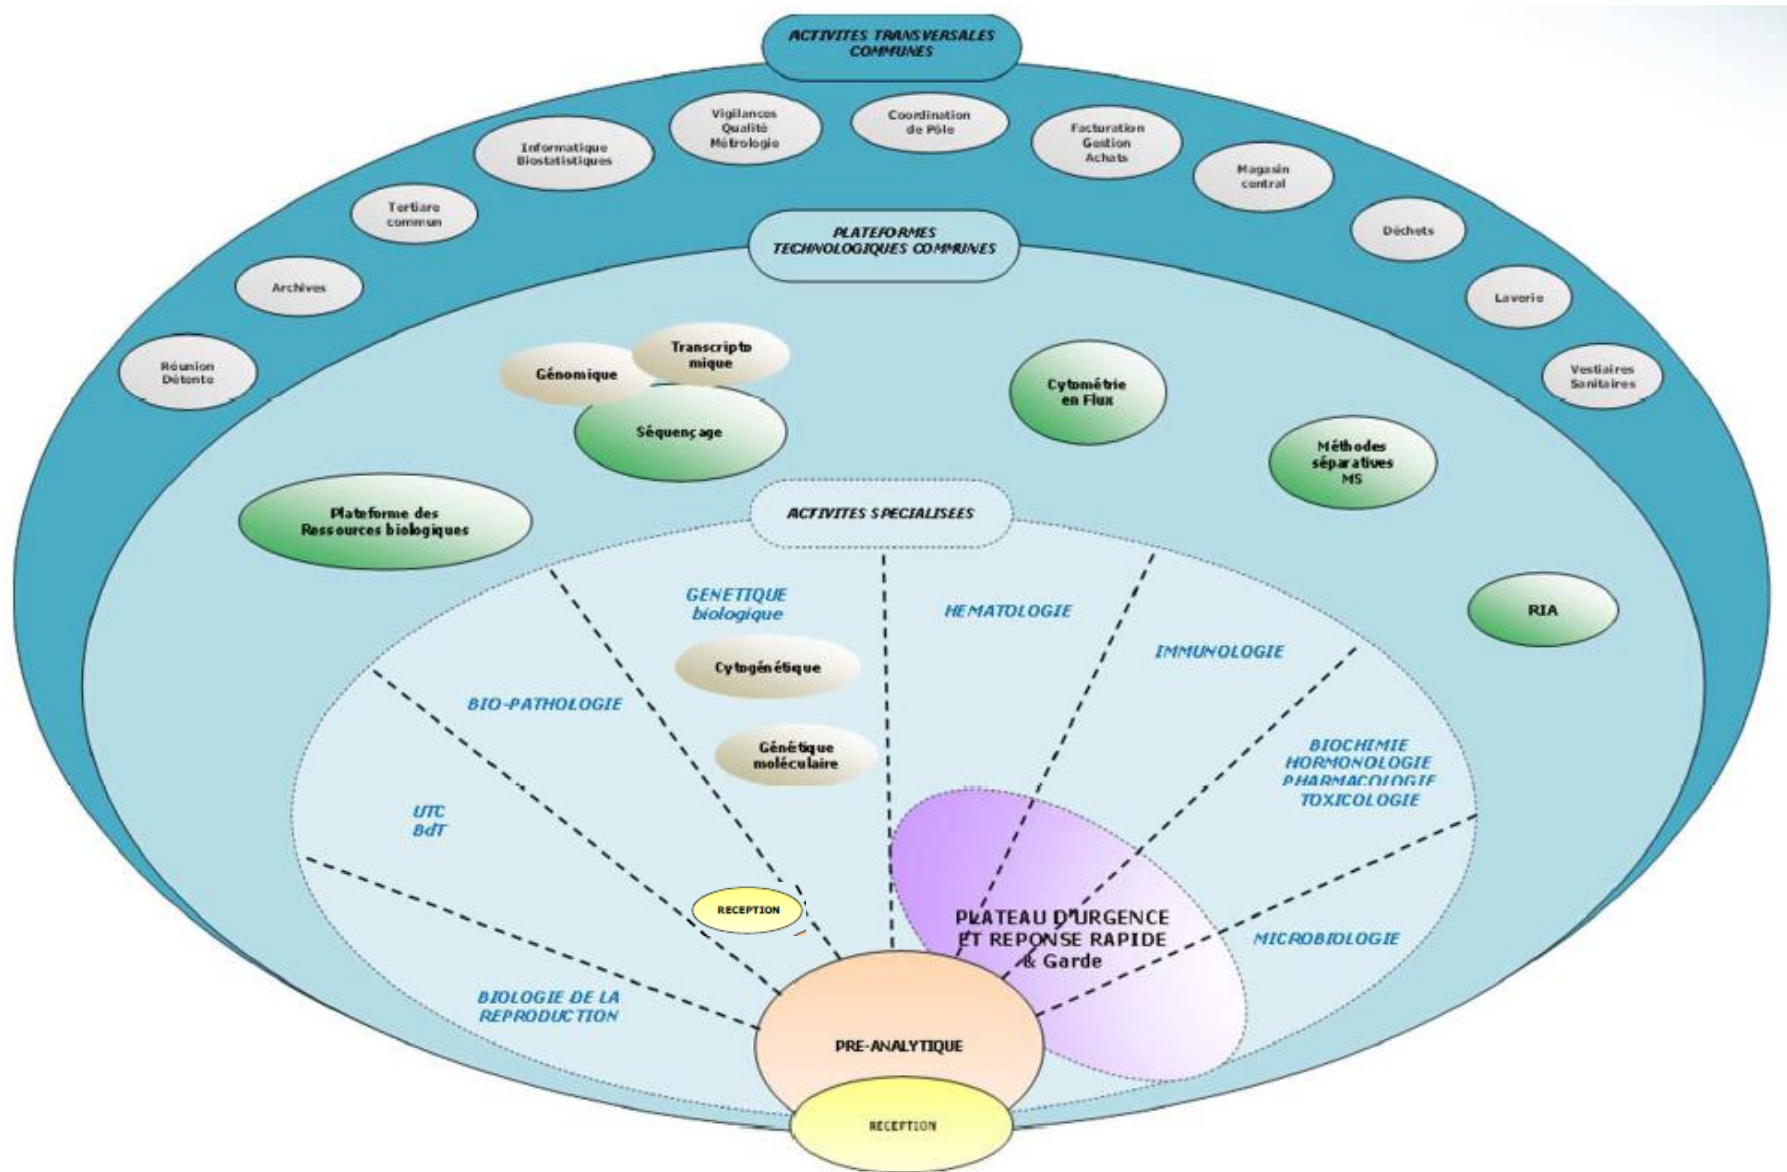 ACTIVITES TRANSVERSALES
COMMUNES
Vigilances
Qualité
Métrologie
Coordination
de Pôle
Facturation
Gestion
Achats
Informatique
Biostatistiques
Magasin
central
Tertiare
commun
Déchets
Archives
Laverie
Réunion
Détente
Vestiaires
Sanitaires
PLATEFORMES
TECHNOLOGIQUES COMMUNES
Génomique
Transcripto
mique
Séquençage
Cytométrie
en Flux
Méthodes
séparatives
MS
Plateforme des
Ressources biologiques
RIA
ACTIVITES SPECIALISEES
GENETIQUE
biologique
Cytogénétique
Génétique
moléculaire
HEMATOLOGIE
IMMUNOLOGIE
BIO-PATHOLOGIE
BIOCHIMIE
HORMONOLOGIE
PHARMACOLOGIE
TOXICOLOGIE
UTC
BdT
RECEPTION
PLATEAU D'URGENCE
ET REPONSE RAPIDE
& Garde
MICROBIOLOGIE
BIOLOGIE DE LA
REPRODUCTION
PRE-ANALYTIQUE
RECEPTION